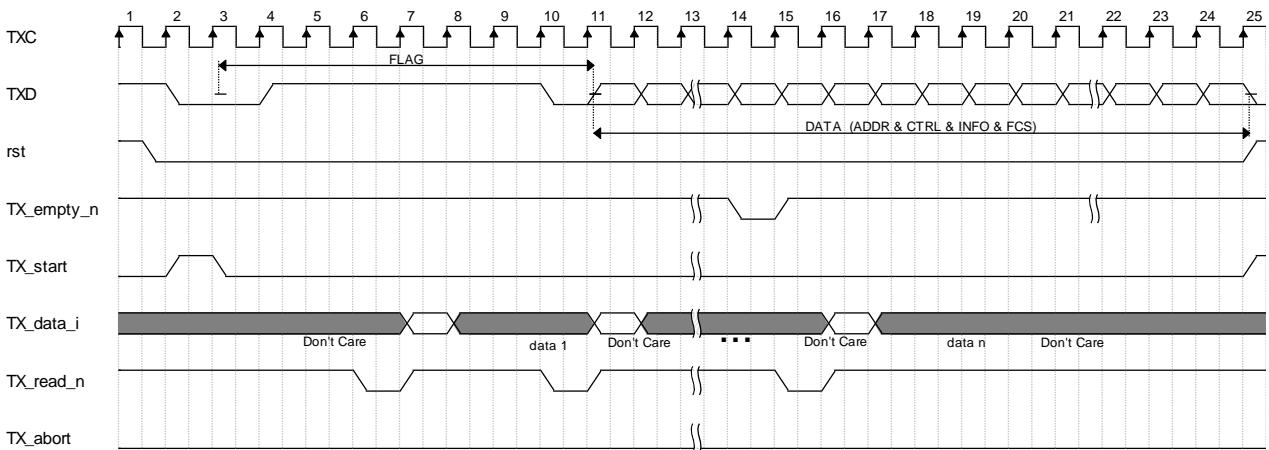 1 2 3 4 5 6 7 8 9 10 11 12 13 14 15 16 17 18 19 20 21 22 23 24 25
TXC
FLAG
TXD
DATA (ADDR & CTRL & INFO & FCS)
rst
TX_empty_n
TX_start
TX_data_i
Don't Care data 1 Don't Care ... Don't Care data n Don't Care
TX_read_n
TX_abort